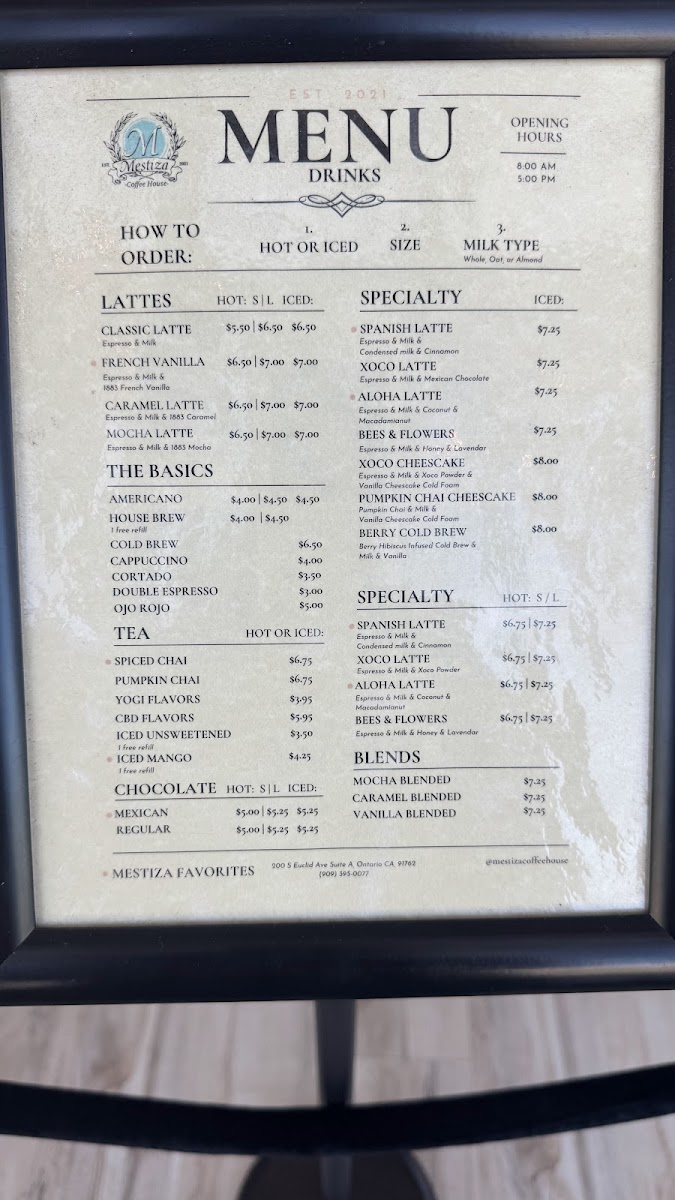 EST. 2021
MENU
DRINKS
M
EST.
Mestiza
Coffee House
OPENING
HOURS
8:00 AM
5:00 PM
HOW TO
ORDER:
1.
HOT OR ICED
2.
SIZE
3.
MILK TYPE
Whole, Oat, or Almond
LATTES HOT: S | L ICED:
CLASSIC LATTE $5.50 | $6.50 $6.50
Espresso & Milk
FRENCH VANILLA $6.50 | $7.00 $7.00
Espresso & Milk &
1883 French Vanilla
CARAMEL LATTE $6.50 | $7.00 $7.00
Espresso & Milk & 1883 Caramel
MOCHA LATTE $6.50 | $7.00 $7.00
Espresso & Milk & 1883 Mocha
THE BASICS
AMERICANO $4.00 | $4.50 $4.50
HOUSE BREW $4.00 | $4.50
1 free refill
COLD BREW $6.50
CAPPUCCINO $4.00
CORTADO $3.50
DOUBLE ESPRESSO $3.00
OJO ROJO $5.00
TEA HOT OR ICED:
SPICED CHAI $6.75
PUMPKIN CHAI $6.75
YOGI FLAVORS $3.95
CBD FLAVORS $5.95
ICED UNSWEETENED $3.50
1 free refill
ICED MANGO $4.25
1 free refill
CHOCOLATE HOT: S | L ICED:
MEXICAN $5.00 | $5.25 $5.25
REGULAR $5.00 | $5.25 $5.25
SPECIALTY ICED:
SPANISH LATTE $7.25
Espresso & Milk &
Condensed milk & Cinnamon
XOCO LATTE $7.25
Espresso & Milk & Mexican Chocolate
ALOHA LATTE $7.25
Espresso & Milk & Coconut &
Macadamianut
BEES & FLOWERS $7.25
Espresso & Milk & Honey & Lavendar
XOCO CHEESCAKE $8.00
Espresso & Milk & Xoco Powder &
Vanilla Cheescake Cold Foam
PUMPKIN CHAI CHEESCAKE $8.00
Pumpkin Chai & Milk &
Vanilla Cheescake Cold Foam
BERRY COLD BREW $8.00
Berry Hibiscus Infused Cold Brew &
Milk & Vanilla
SPECIALTY HOT: S / L
SPANISH LATTE $6.75 | $7.25
Espresso & Milk &
Condensed milk & Cinnamon
XOCO LATTE $6.75 | $7.25
Espresso & Milk & Xoco Powder
ALOHA LATTE $6.75 | $7.25
Espresso & Milk & Coconut &
Macadamianut
BEES & FLOWERS $6.75 | $7.25
Espresso & Milk & Honey & Lavendar
BLENDS
MOCHA BLENDED $7.25
CARAMEL BLENDED $7.25
VANILLA BLENDED $7.25
MESTIZA FAVORITES
200 S Euclid Ave Suite A, Ontario CA, 91762
(909) 395-0077
@mestizacoffeehouse